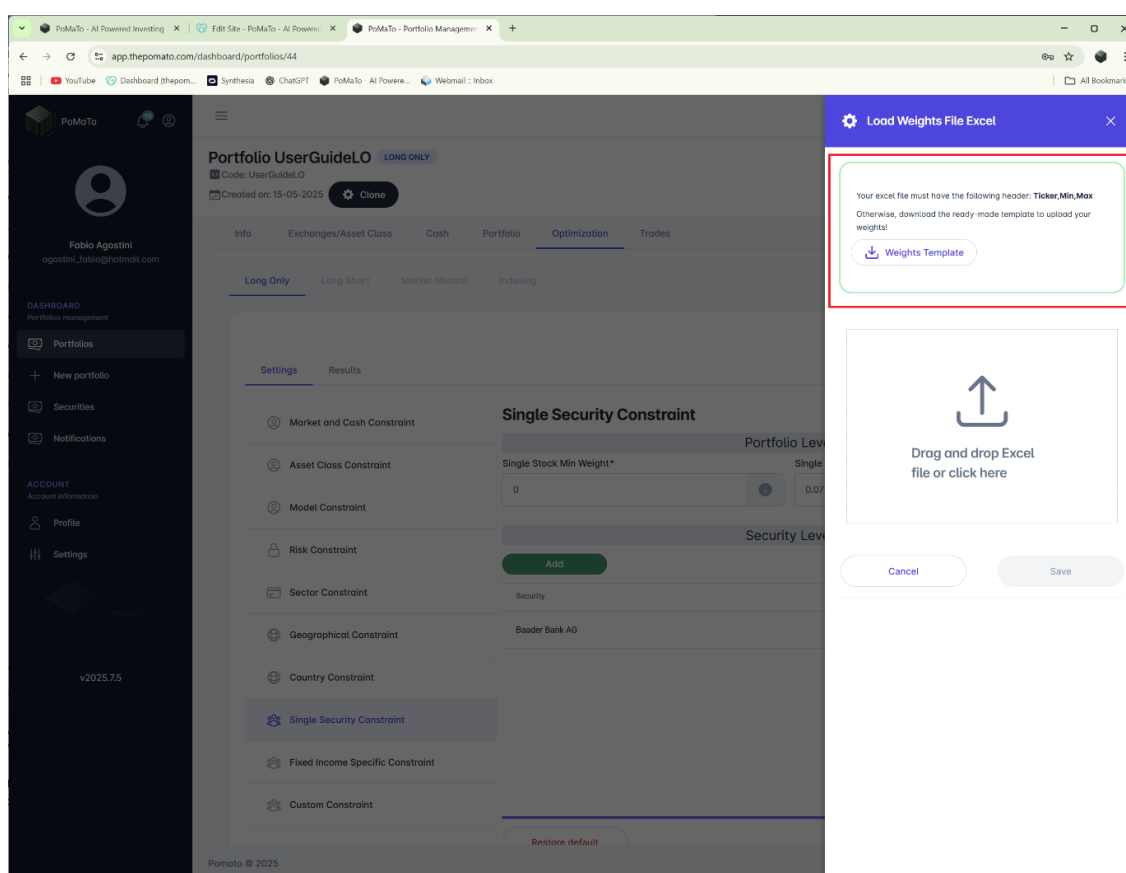 PoMaTo - AI Powered Investing
Edit Site - PoMaTo - AI Powered
PoMaTo - Portfolio Managemen
app.thepomato.com/dashboard/portfolios/44
YouTube
Dashboard (thepom...
Synthesia
ChatGPT
PoMaTo - AI Powere...
Webmail :: Inbox
All Bookmark
PoMaTo
10
Fabio Agostini
agostini_fabio@hotmail.com
DASHBOARD
Portfolios management
Portfolios
New portfolio
Securities
Notifications
ACCOUNT
Account information
Profile
Settings
PoMaTo
v2025.7.5
Portfolio UserGuideLO LONG ONLY
Code: UserGuideLO
Created on: 15-05-2025
Clone
Info
Exchanges/Asset Class
Cash
Portfolio
Optimization
Trades
Long Only
Long Short
Market Neutral
Indexing
Settings
Results
Market and Cash Constraint
Asset Class Constraint
Model Constraint
Risk Constraint
Sector Constraint
Geographical Constraint
Country Constraint
Single Security Constraint
Fixed Income Specific Constraint
Custom Constraint
Single Security Constraint
Portfolio Lev
Single Stock Min Weight*
Single
0
0.07
Security Leve
Add
Security
Baader Bank AG
Restore default
Pomato © 2025
Load Weights File Excel
Your excel file must have the following header: Ticker,Min,Max
Otherwise, download the ready-made template to upload your
weights!
Weights Template
Drag and drop Excel
file or click here
Cancel
Save